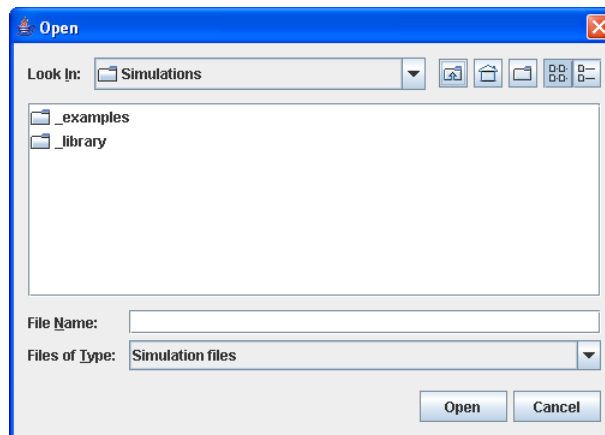 Open
Look In: Simulations
_examples
_library
File Name:
Files of Type: Simulation files
Open Cancel